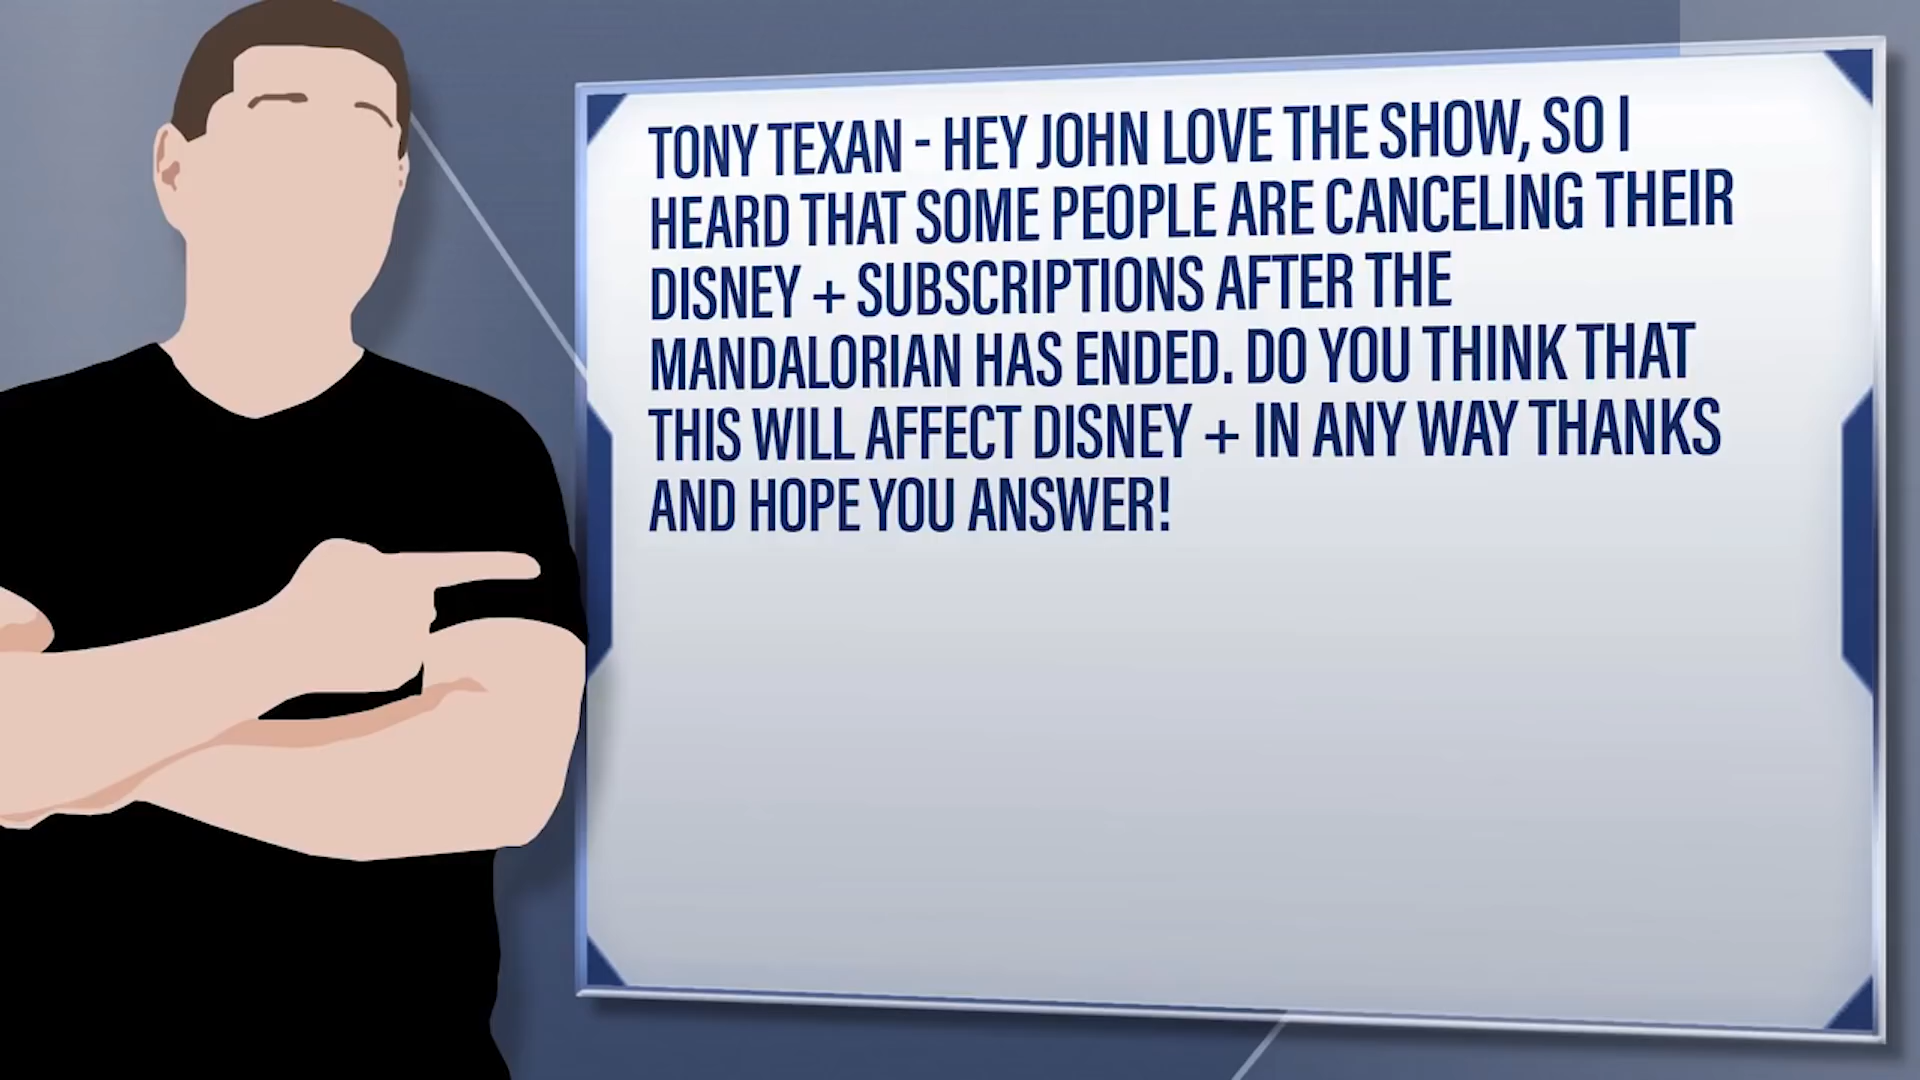 TONY TEXAN - HEY JOHN LOVE THE SHOW, SO I
HEARD THAT SOME PEOPLE ARE CANCELING THEIR
DISNEY + SUBSCRIPTIONS AFTER THE
MANDALORIAN HAS ENDED. DO YOU THINK THAT
THIS WILL AFFECT DISNEY + IN ANY WAY THANKS
AND HOPE YOU ANSWER!